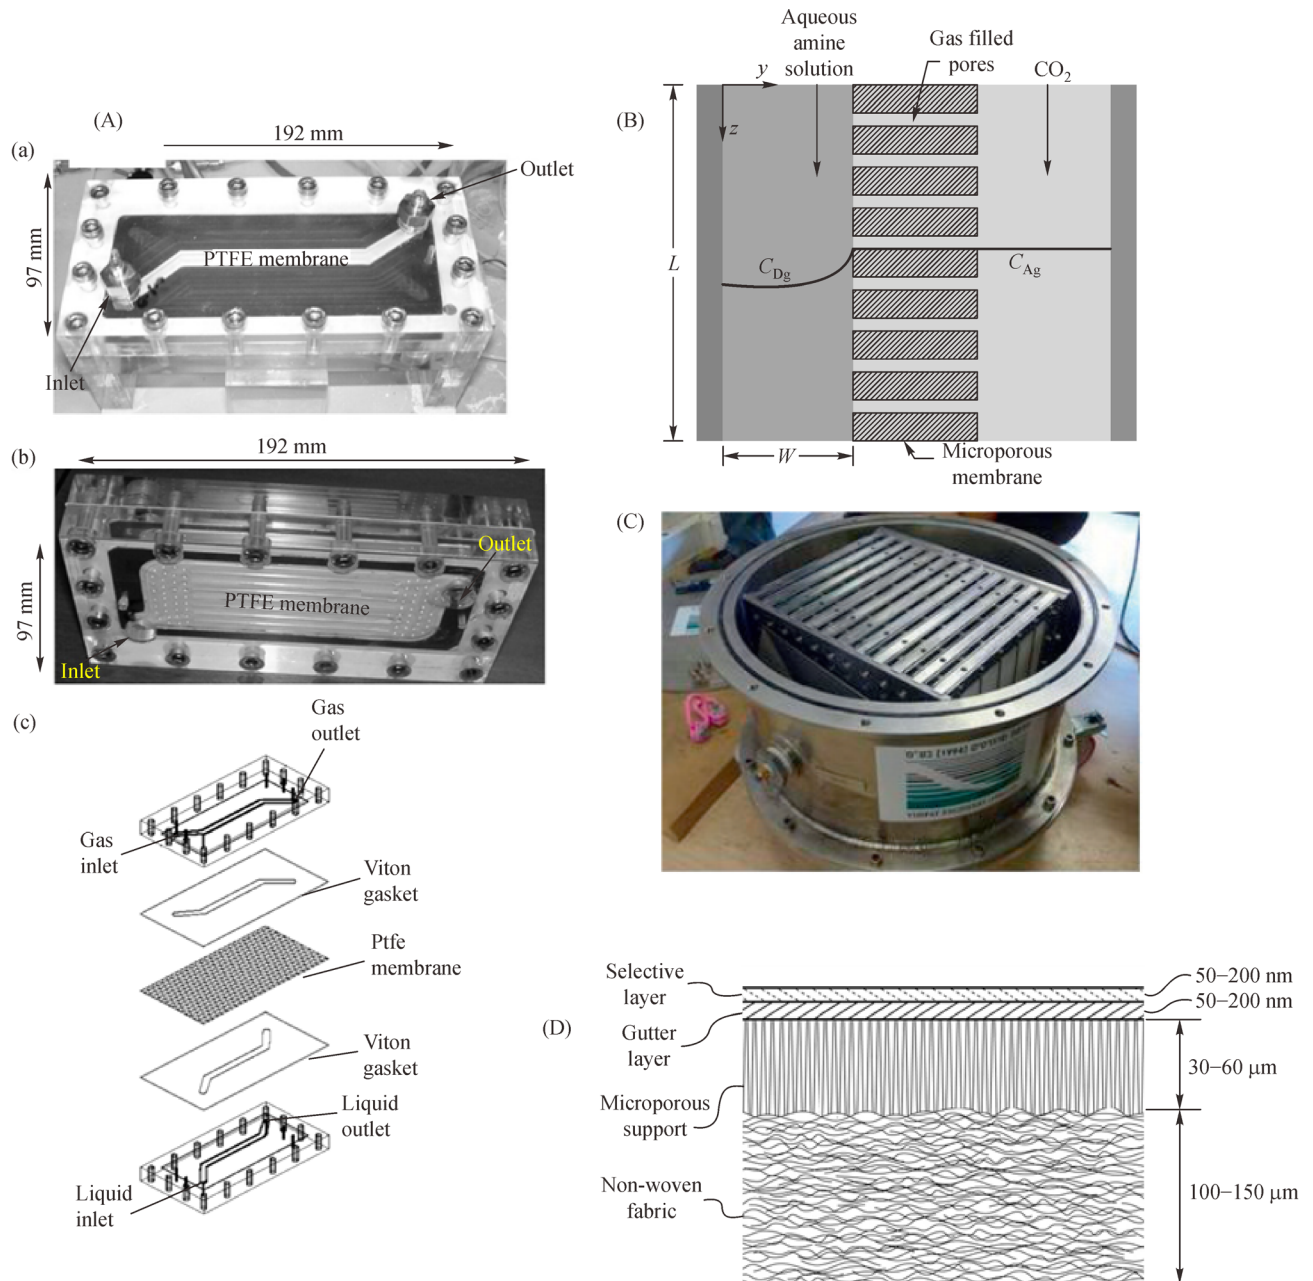 (A)
(a)
192 mm
97 mm
PTFE membrane
Outlet
Inlet
(b)
192 mm
97 mm
PTFE membrane
Outlet
Inlet
(c)
Gas
outlet
Gas
inlet
Viton
gasket
Ptfe
membrane
Viton
gasket
Liquid
outlet
Liquid
inlet
(B)
Aqueous
amine
solution
Gas filled
pores
CO₂
y
z
L
C_Dg
C_Ag
W
Microporous
membrane
(C)
(D)
Selective
layer
Gutter
layer
Microporous
support
Non-woven
fabric
50−200 nm
50−200 nm
30−60 μm
100−150 μm